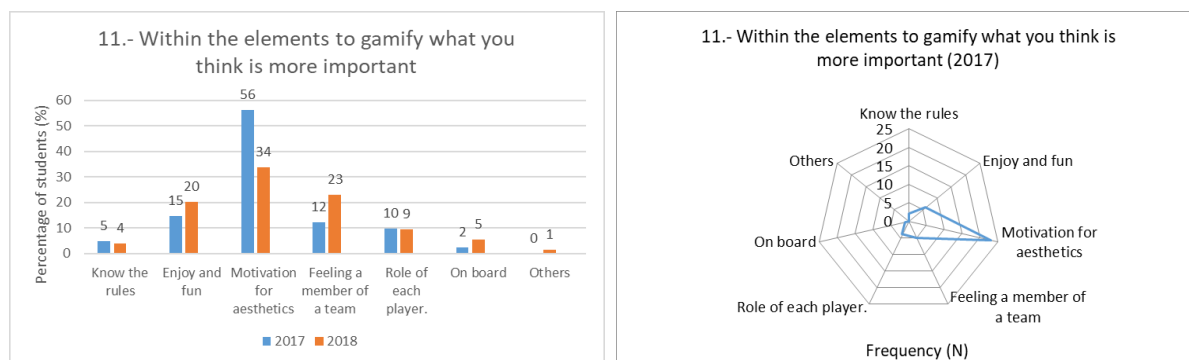 11.- Within the elements to gamify what you
think is more important
Percentage of students (%)
60
50
40
30
20
10
0
5
4
15
20
56
34
12
23
10
9
2
5
0
1
Know the
rules
Enjoy and
fun
Motivation
for
aesthetics
Feeling a
member of
a team
Role of
each
player.
On board
Others
2017
2018
11.- Within the elements to gamify what you think is
more important (2017)
Know the rules
25
20
15
10
5
0
Enjoy and fun
Motivation for
aesthetics
Feeling a member of
a team
Role of each player.
On board
Others
Frequency (N)